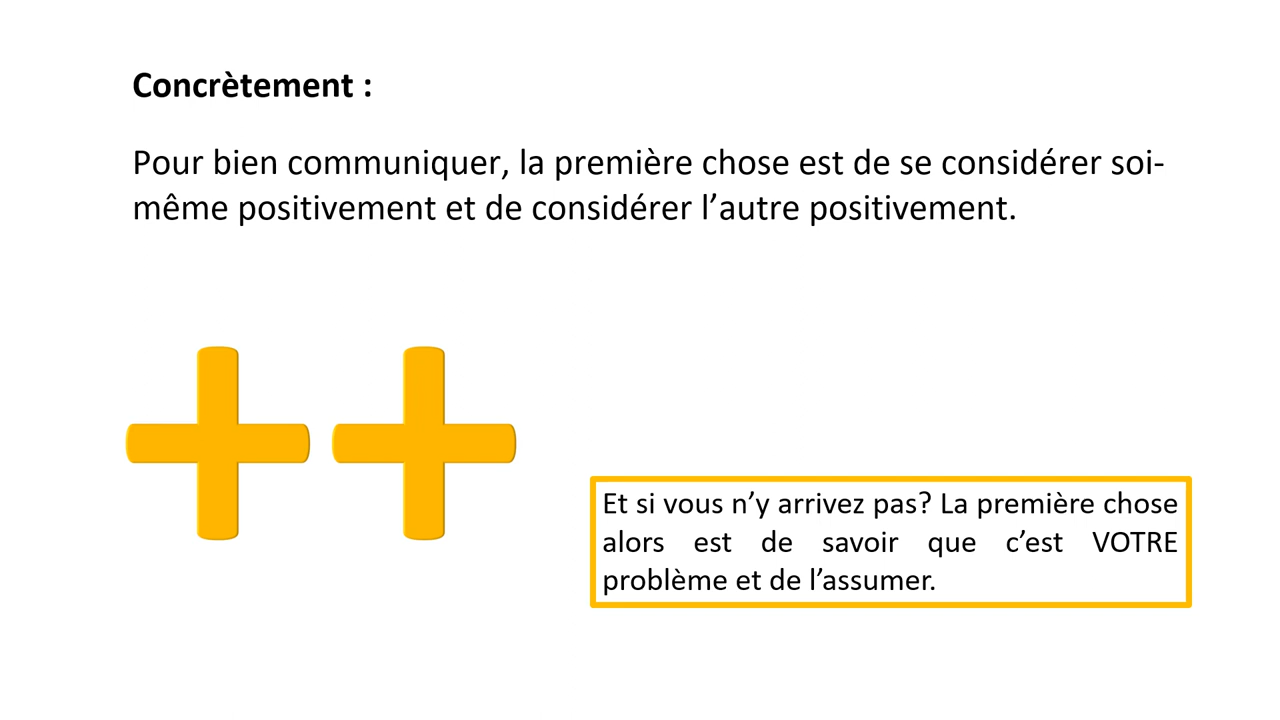 Concrètement :
Pour bien communiquer, la première chose est de se considérer soi-
même positivement et de considérer l’autre positivement.
Et si vous n’y arrivez pas? La première chose
alors est de savoir que c’est VOTRE
problème et de l’assumer.